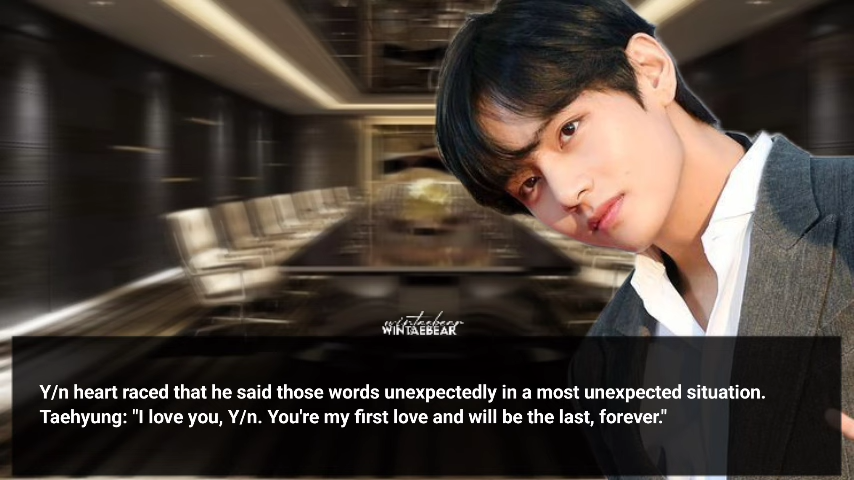 wintaebear
WINTAEBEAR
Y/n heart raced that he said those words unexpectedly in a most unexpected situation.
Taehyung: "I love you, Y/n. You're my first love and will be the last, forever."